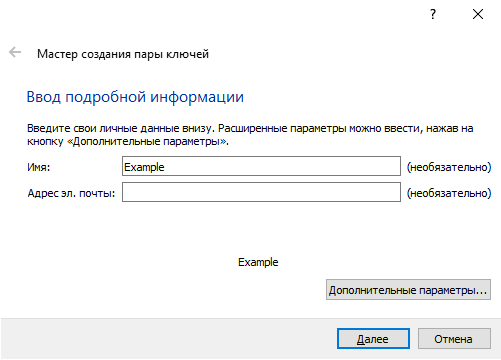 ?
Мастер создания пары ключей
Ввод подробной информации
Введите свои личные данные внизу. Расширенные параметры можно ввести, нажав на
кнопку «Дополнительные параметры».
Имя: Example (необязательно)
Адрес эл. почты: (необязательно)
Example
Дополнительные параметры...
Далее Отмена